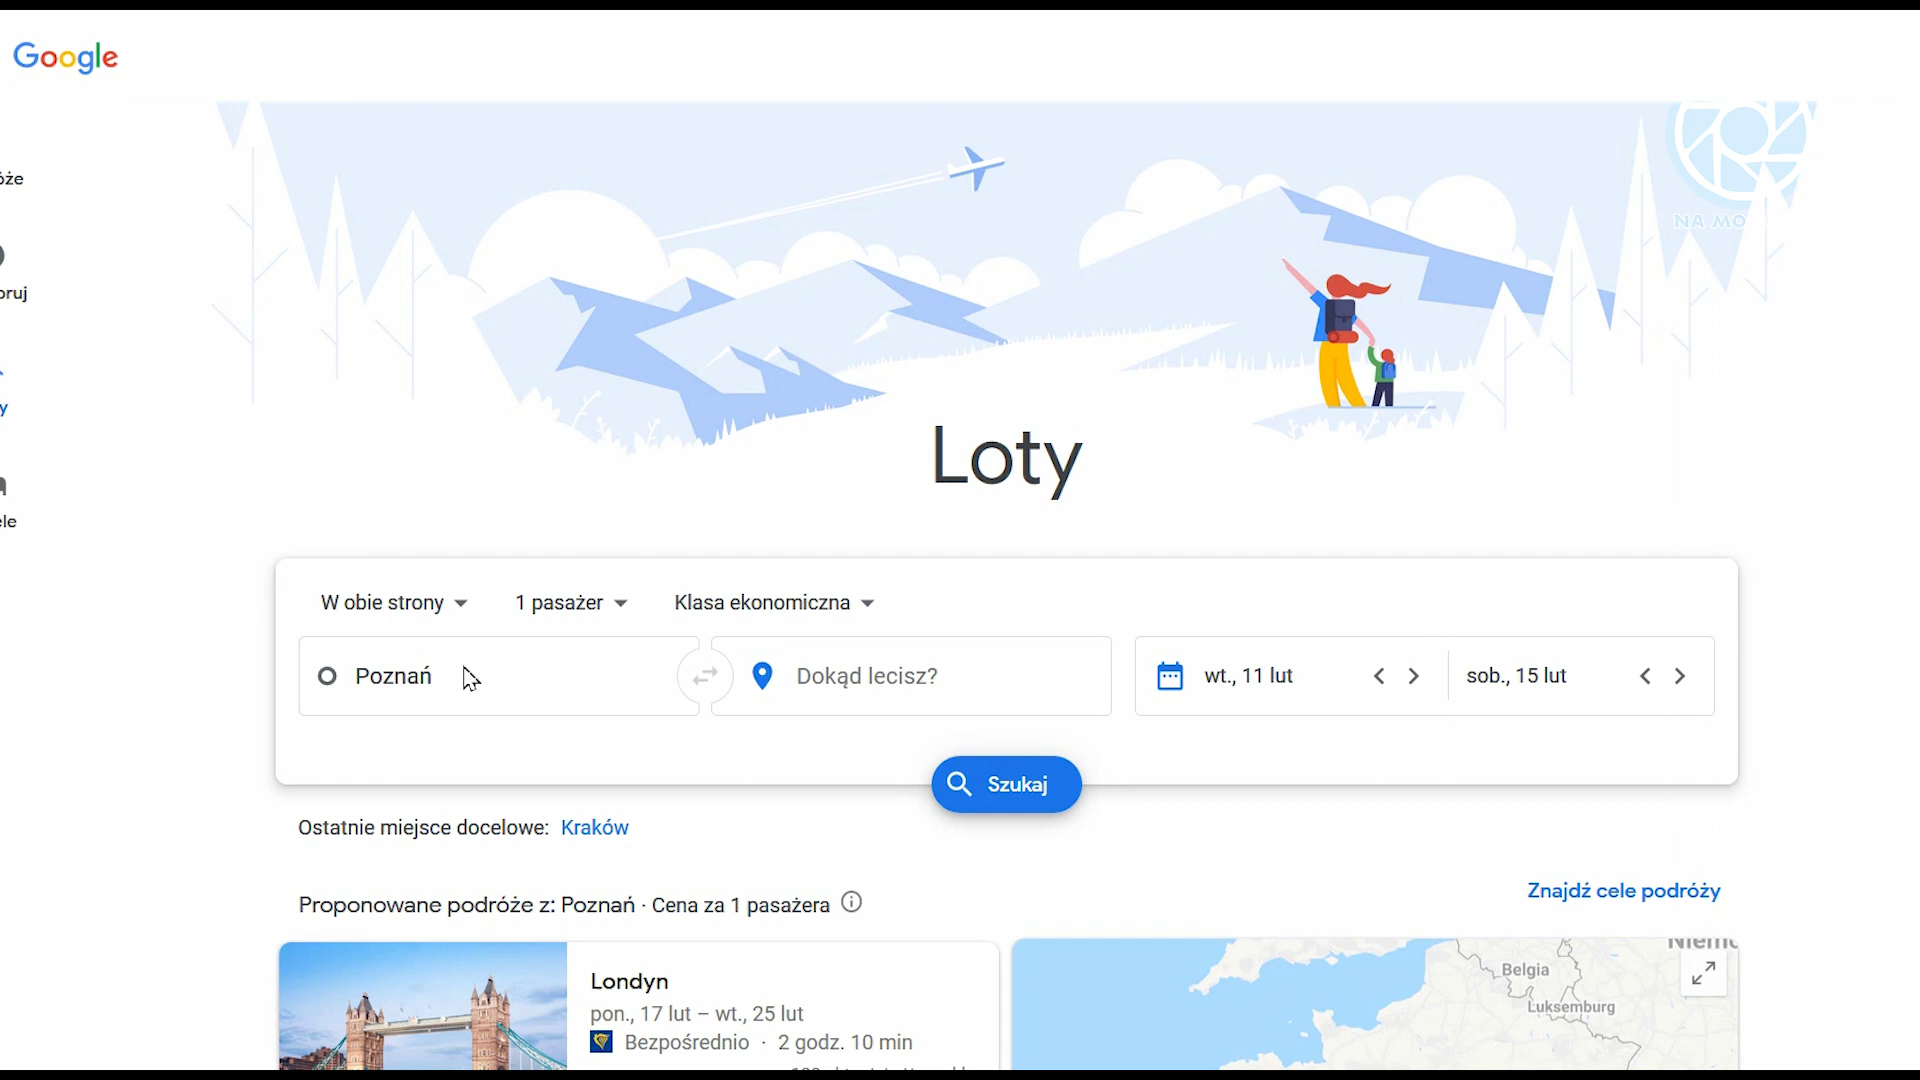 Google
NA MO
Loty
W obie strony
1 pasażer
Klasa ekonomiczna
Poznań
Dokąd lecisz?
wt., 11 lut
sob., 15 lut
Szukaj
Ostatnie miejsce docelowe: Kraków
Proponowane podróże z: Poznań · Cena za 1 pasażera
Znajdź cele podróży
Londyn
pon., 17 lut – wt., 25 lut
Bezpośrednio · 2 godz. 10 min
Belgia
Luksemburg